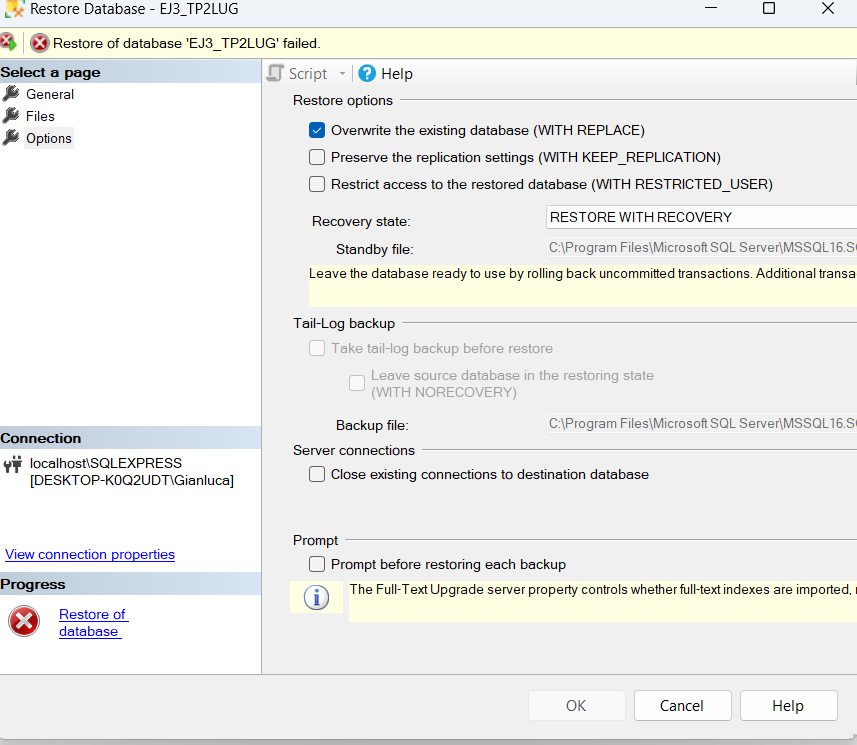 Restore Database - EJ3_TP2LUG
Restore of database 'EJ3_TP2LUG' failed.
Select a page
General
Files
Options
Script
Help
Restore options
Overwrite the existing database (WITH REPLACE)
Preserve the replication settings (WITH KEEP_REPLICATION)
Restrict access to the restored database (WITH RESTRICTED_USER)
Recovery state:
RESTORE WITH RECOVERY
Standby file:
C:\Program Files\Microsoft SQL Server\MSSQL16.S
Leave the database ready to use by rolling back uncommitted transactions. Additional transa
Tail-Log backup
Take tail-log backup before restore
Leave source database in the restoring state
(WITH NORECOVERY)
Backup file:
C:\Program Files\Microsoft SQL Server\MSSQL16.S
Server connections
Close existing connections to destination database
Prompt
Prompt before restoring each backup
The Full-Text Upgrade server property controls whether full-text indexes are imported,
Connection
localhost\SQLEXPRESS
[DESKTOP-K0Q2UDT\Gianluca]
View connection properties
Progress
Restore of
database
OK
Cancel
Help